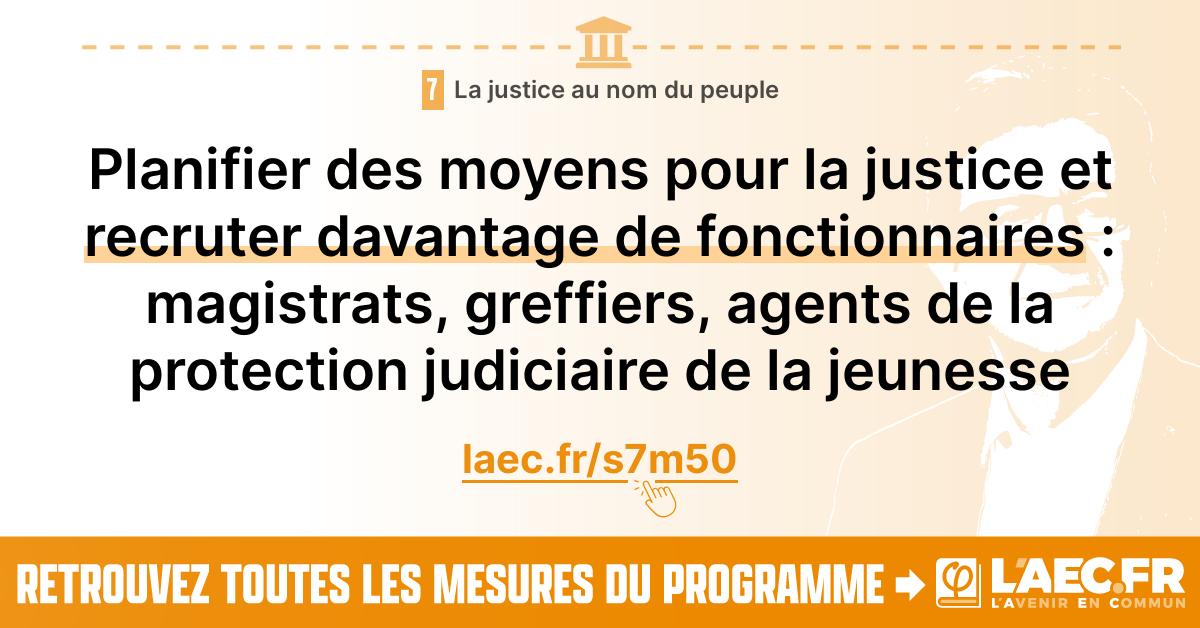 7 La justice au nom du peuple
Planifier des moyens pour la justice et
recruter davantage de fonctionnaires :
magistrats, greffiers, agents de la
protection judiciaire de la jeunesse
laec.fr/s7m50
RETROUVEZ TOUTES LES MESURES DU PROGRAMME
φ L'AEC.FR
L'AVENIR EN COMMUN